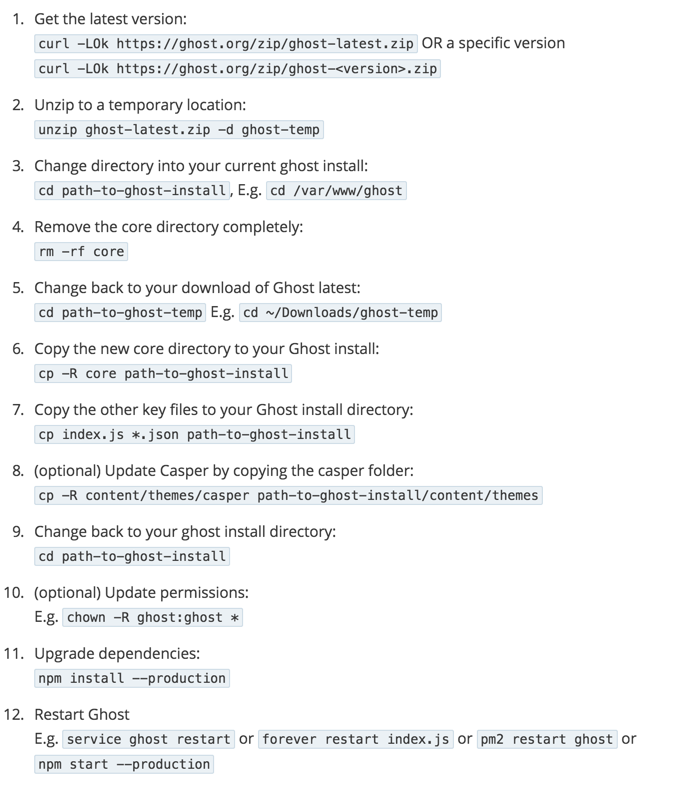 1. Get the latest version:
curl -LOk https://ghost.org/zip/ghost-latest.zip OR a specific version
curl -LOk https://ghost.org/zip/ghost-<version>.zip
2. Unzip to a temporary location:
unzip ghost-latest.zip -d ghost-temp
3. Change directory into your current ghost install:
cd path-to-ghost-install, E.g. cd /var/www/ghost
4. Remove the core directory completely:
rm -rf core
5. Change back to your download of Ghost latest:
cd path-to-ghost-temp E.g. cd ~/Downloads/ghost-temp
6. Copy the new core directory to your Ghost install:
cp -R core path-to-ghost-install
7. Copy the other key files to your Ghost install directory:
cp index.js *.json path-to-ghost-install
8. (optional) Update Casper by copying the casper folder:
cp -R content/themes/casper path-to-ghost-install/content/themes
9. Change back to your ghost install directory:
cd path-to-ghost-install
10. (optional) Update permissions:
E.g. chown -R ghost:ghost *
11. Upgrade dependencies:
npm install --production
12. Restart Ghost
E.g. service ghost restart or forever restart index.js or pm2 restart ghost or
npm start --production